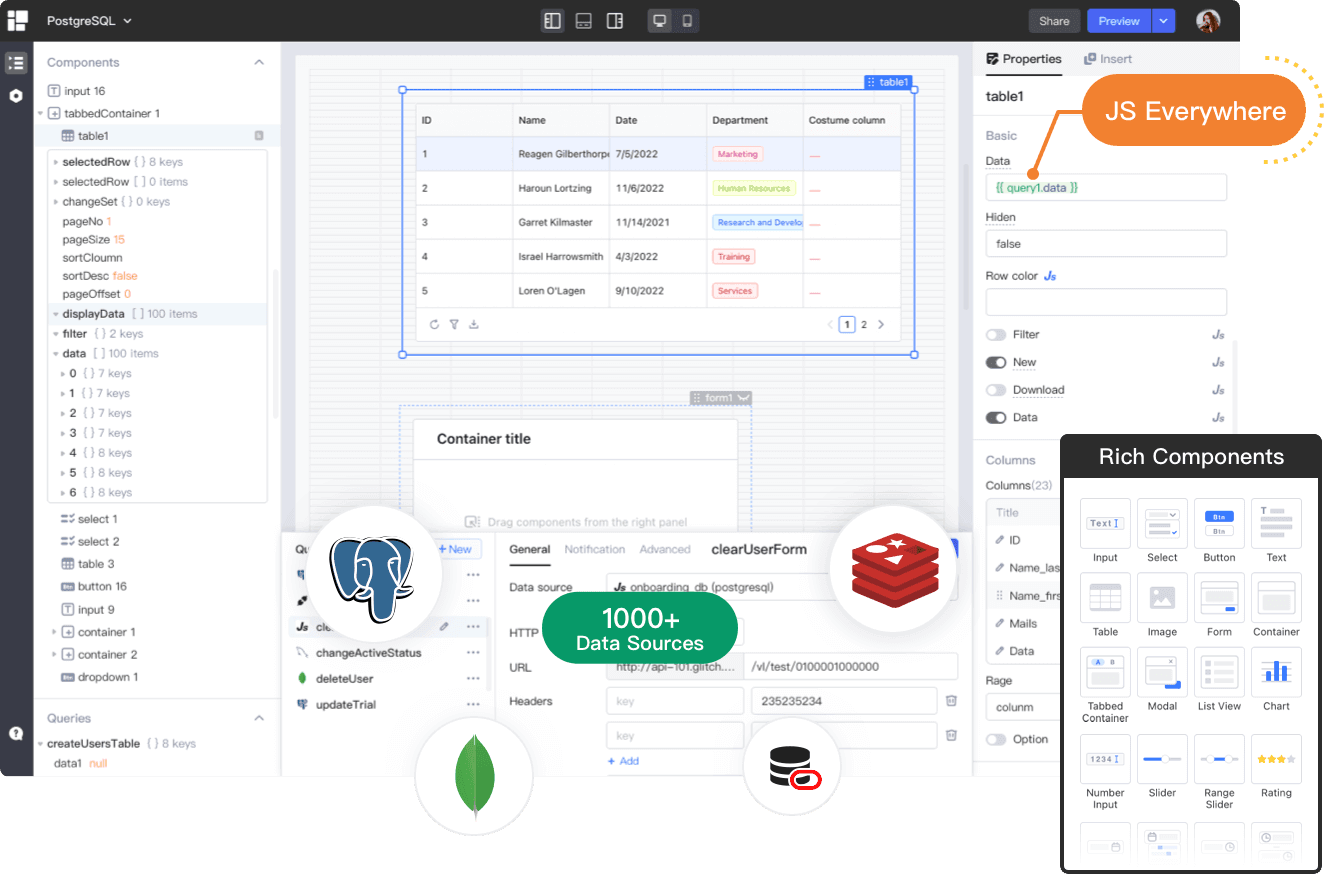 PostgreSQL
Share
Preview
Components
input 16
tabbedContainer 1
table1
selectedRow { } 8 keys
selectedRow [ ] 0 items
changeSet { } 0 keys
pageNo 1
pageSize 15
sortCloumn
sortDesc false
pageOffset 0
displayData [ ] 100 items
filter { } 2 keys
data [ ] 100 items
0 { } 7 keys
1 { } 7 keys
2 { } 7 keys
3 { } 7 keys
4 { } 8 keys
5 { } 8 keys
6 { } 8 keys
select 1
select 2
table 3
button 16
input 9
container 1
container 2
dropdown 1
Queries
createUsersTable { } 8 keys
data1 null
table1
ID Name Date Department Costume column
1 Reagen Gilberthorpe 7/5/2022 Marketing
2 Haroun Lortzing 11/6/2022 Human Resources
3 Garret Kilmaster 11/14/2021 Research and Develo
4 Israel Harrowsmith 4/3/2022 Training
5 Loren O'Lagen 9/10/2022 Services
1 2
form1
Container title
Drag components from the right panel
+ New
Js
changeActiveStatus
deleteUser
updateTrial
General Notification Advanced clearUserForm
Data source Js onboarding_db (postgresql)
HTTP
URL http://api-101.glitch.... /vl/test/0100001000000
Headers key 235235234
key
+ Add
1000+
Data Sources
Properties Insert
table1
JS Everywhere
Basic
Data
{{ query1.data }}
Hiden
false
Row color Js
Filter Js
New Js
Download Js
Data Js
Columns
Columns(23)
Title
ID
Name_las
Name_firs
Mails
Data
Rage
colunm
Option
Rich Components
Text
Input
Select
Btn
Btn
Button
T
Text
Table
Image
Form
Container
A B
Tabbed
Container
Modal
List View
Chart
1234
Number
Input
Slider
Range
Slider
Rating